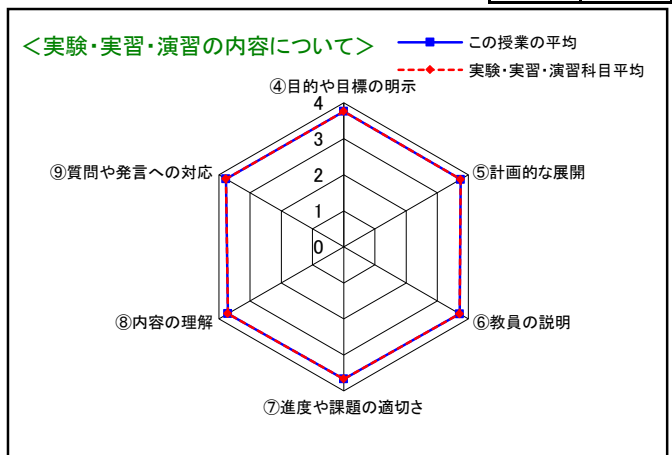 <実験・実習・演習の内容について>
この授業の平均
実験・実習・演習科目平均
④目的や目標の明示
4
⑨質問や発言への対応
3
⑤計画的な展開
2
1
0
⑧内容の理解
⑥教員の説明
⑦進度や課題の適切さ